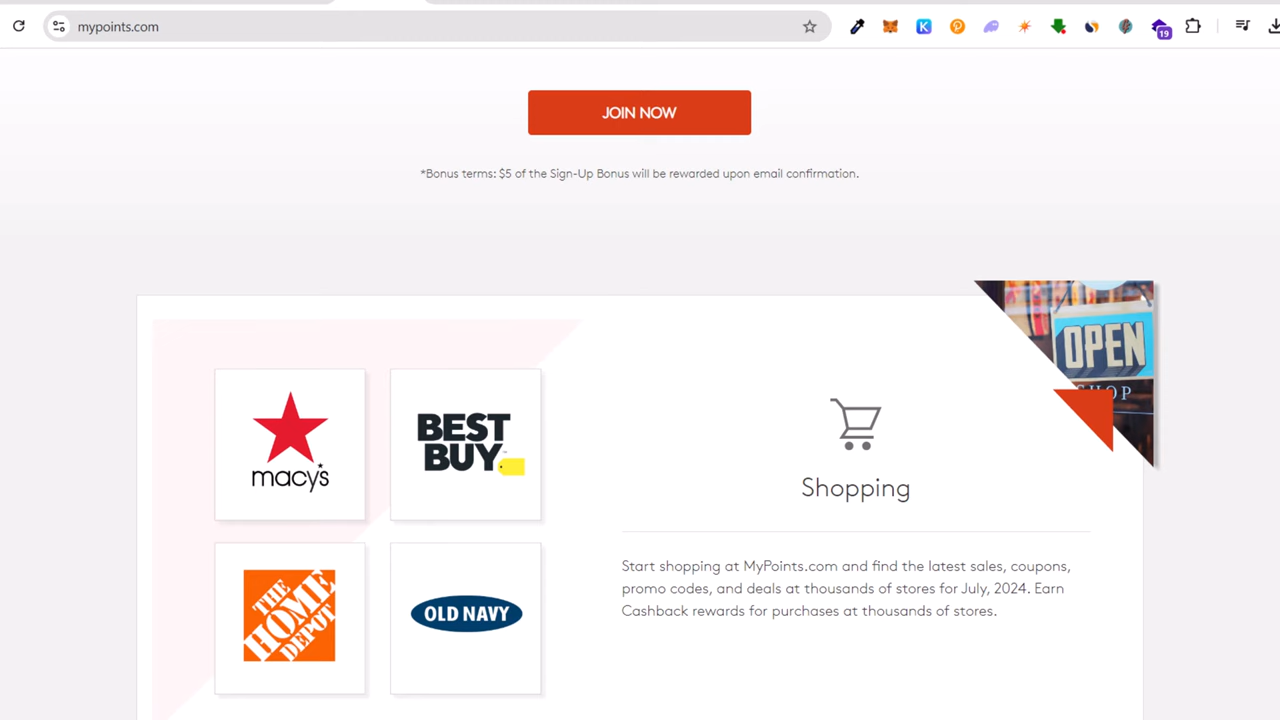 mypoints.com
19
JOIN NOW
*Bonus terms: $5 of the Sign-Up Bonus will be rewarded upon email confirmation.
OPEN
SHOP
macy's
BEST
BUY
Shopping
Start shopping at MyPoints.com and find the latest sales, coupons,
promo codes, and deals at thousands of stores for July, 2024. Earn
Cashback rewards for purchases at thousands of stores.
THE
HOME
DEPOT
OLD NAVY